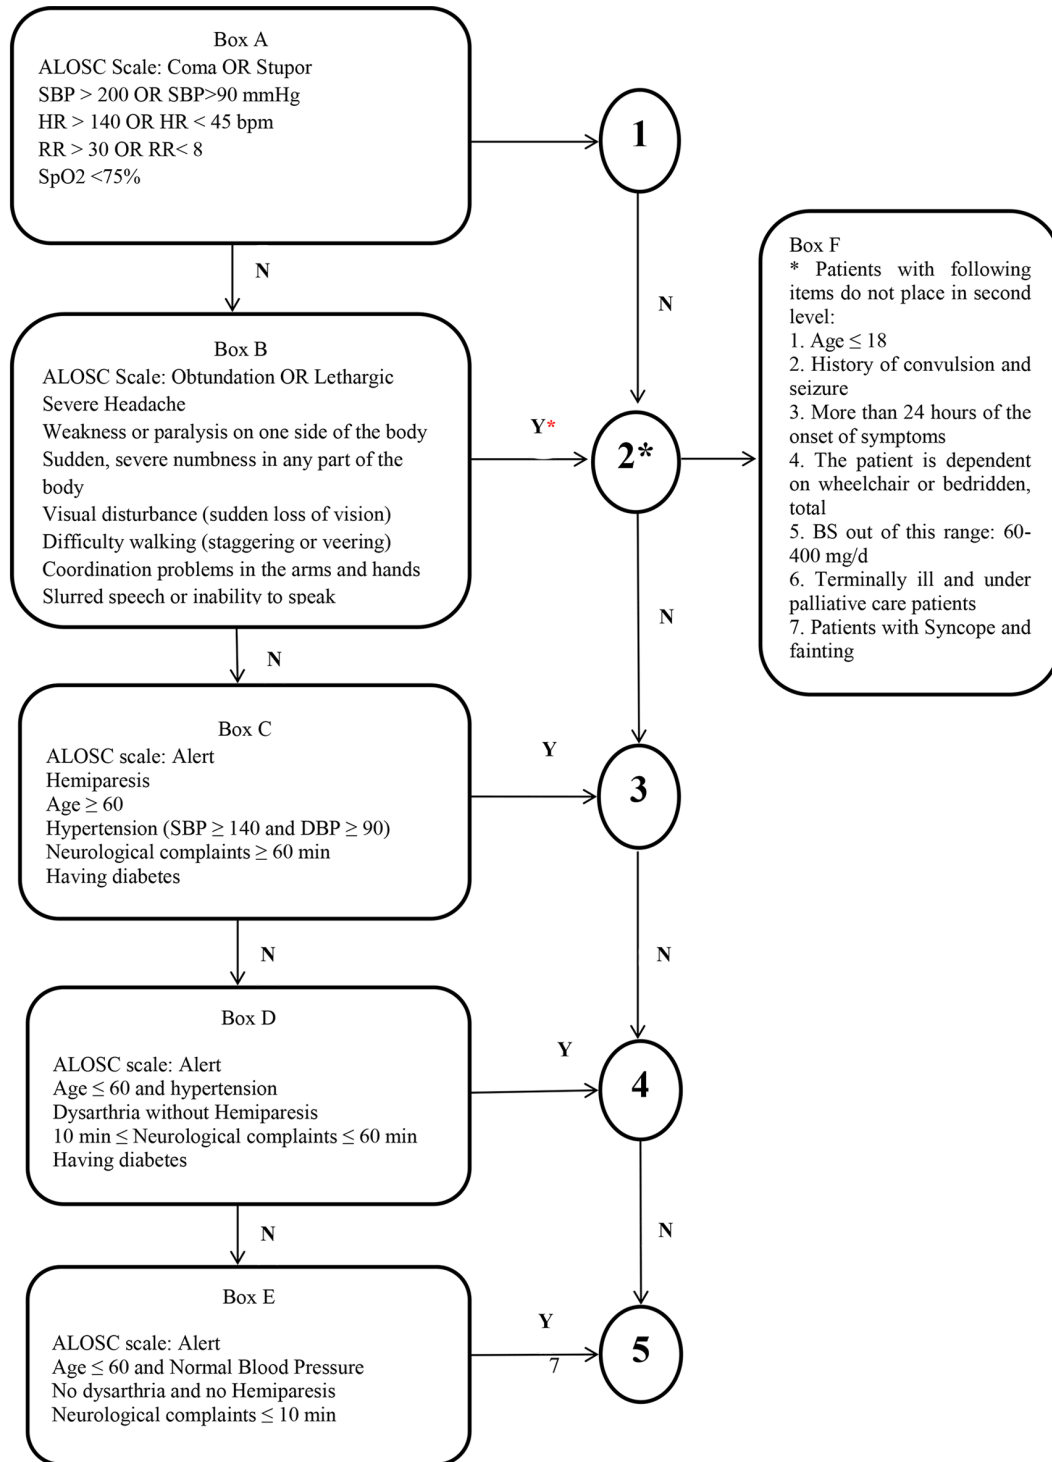 Box A
ALOSC Scale: Coma OR Stupor
SBP > 200 OR SBP>90 mmHg
HR > 140 OR HR < 45 bpm
RR > 30 OR RR< 8
SpO2 <75%
1
N
N
Box B
ALOSC Scale: Obtundation OR Lethargic
Severe Headache
Weakness or paralysis on one side of the body
Sudden, severe numbness in any part of the
body
Visual disturbance (sudden loss of vision)
Difficulty walking (staggering or veering)
Coordination problems in the arms and hands
Slurred speech or inability to speak
Y*
2*
Box F
* Patients with following
items do not place in second
level:
1. Age ≤ 18
2. History of convulsion and
seizure
3. More than 24 hours of the
onset of symptoms
4. The patient is dependent
on wheelchair or bedridden,
total
5. BS out of this range: 60-
400 mg/d
6. Terminally ill and under
palliative care patients
7. Patients with Syncope and
fainting
N
N
Box C
ALOSC scale: Alert
Hemiparesis
Age ≥ 60
Hypertension (SBP ≥ 140 and DBP ≥ 90)
Neurological complaints ≥ 60 min
Having diabetes
Y
3
N
N
Box D
ALOSC scale: Alert
Age ≤ 60 and hypertension
Dysarthria without Hemiparesis
10 min ≤ Neurological complaints ≤ 60 min
Having diabetes
Y
4
N
N
Box E
ALOSC scale: Alert
Age ≤ 60 and Normal Blood Pressure
No dysarthria and no Hemiparesis
Neurological complaints ≤ 10 min
Y
7
5